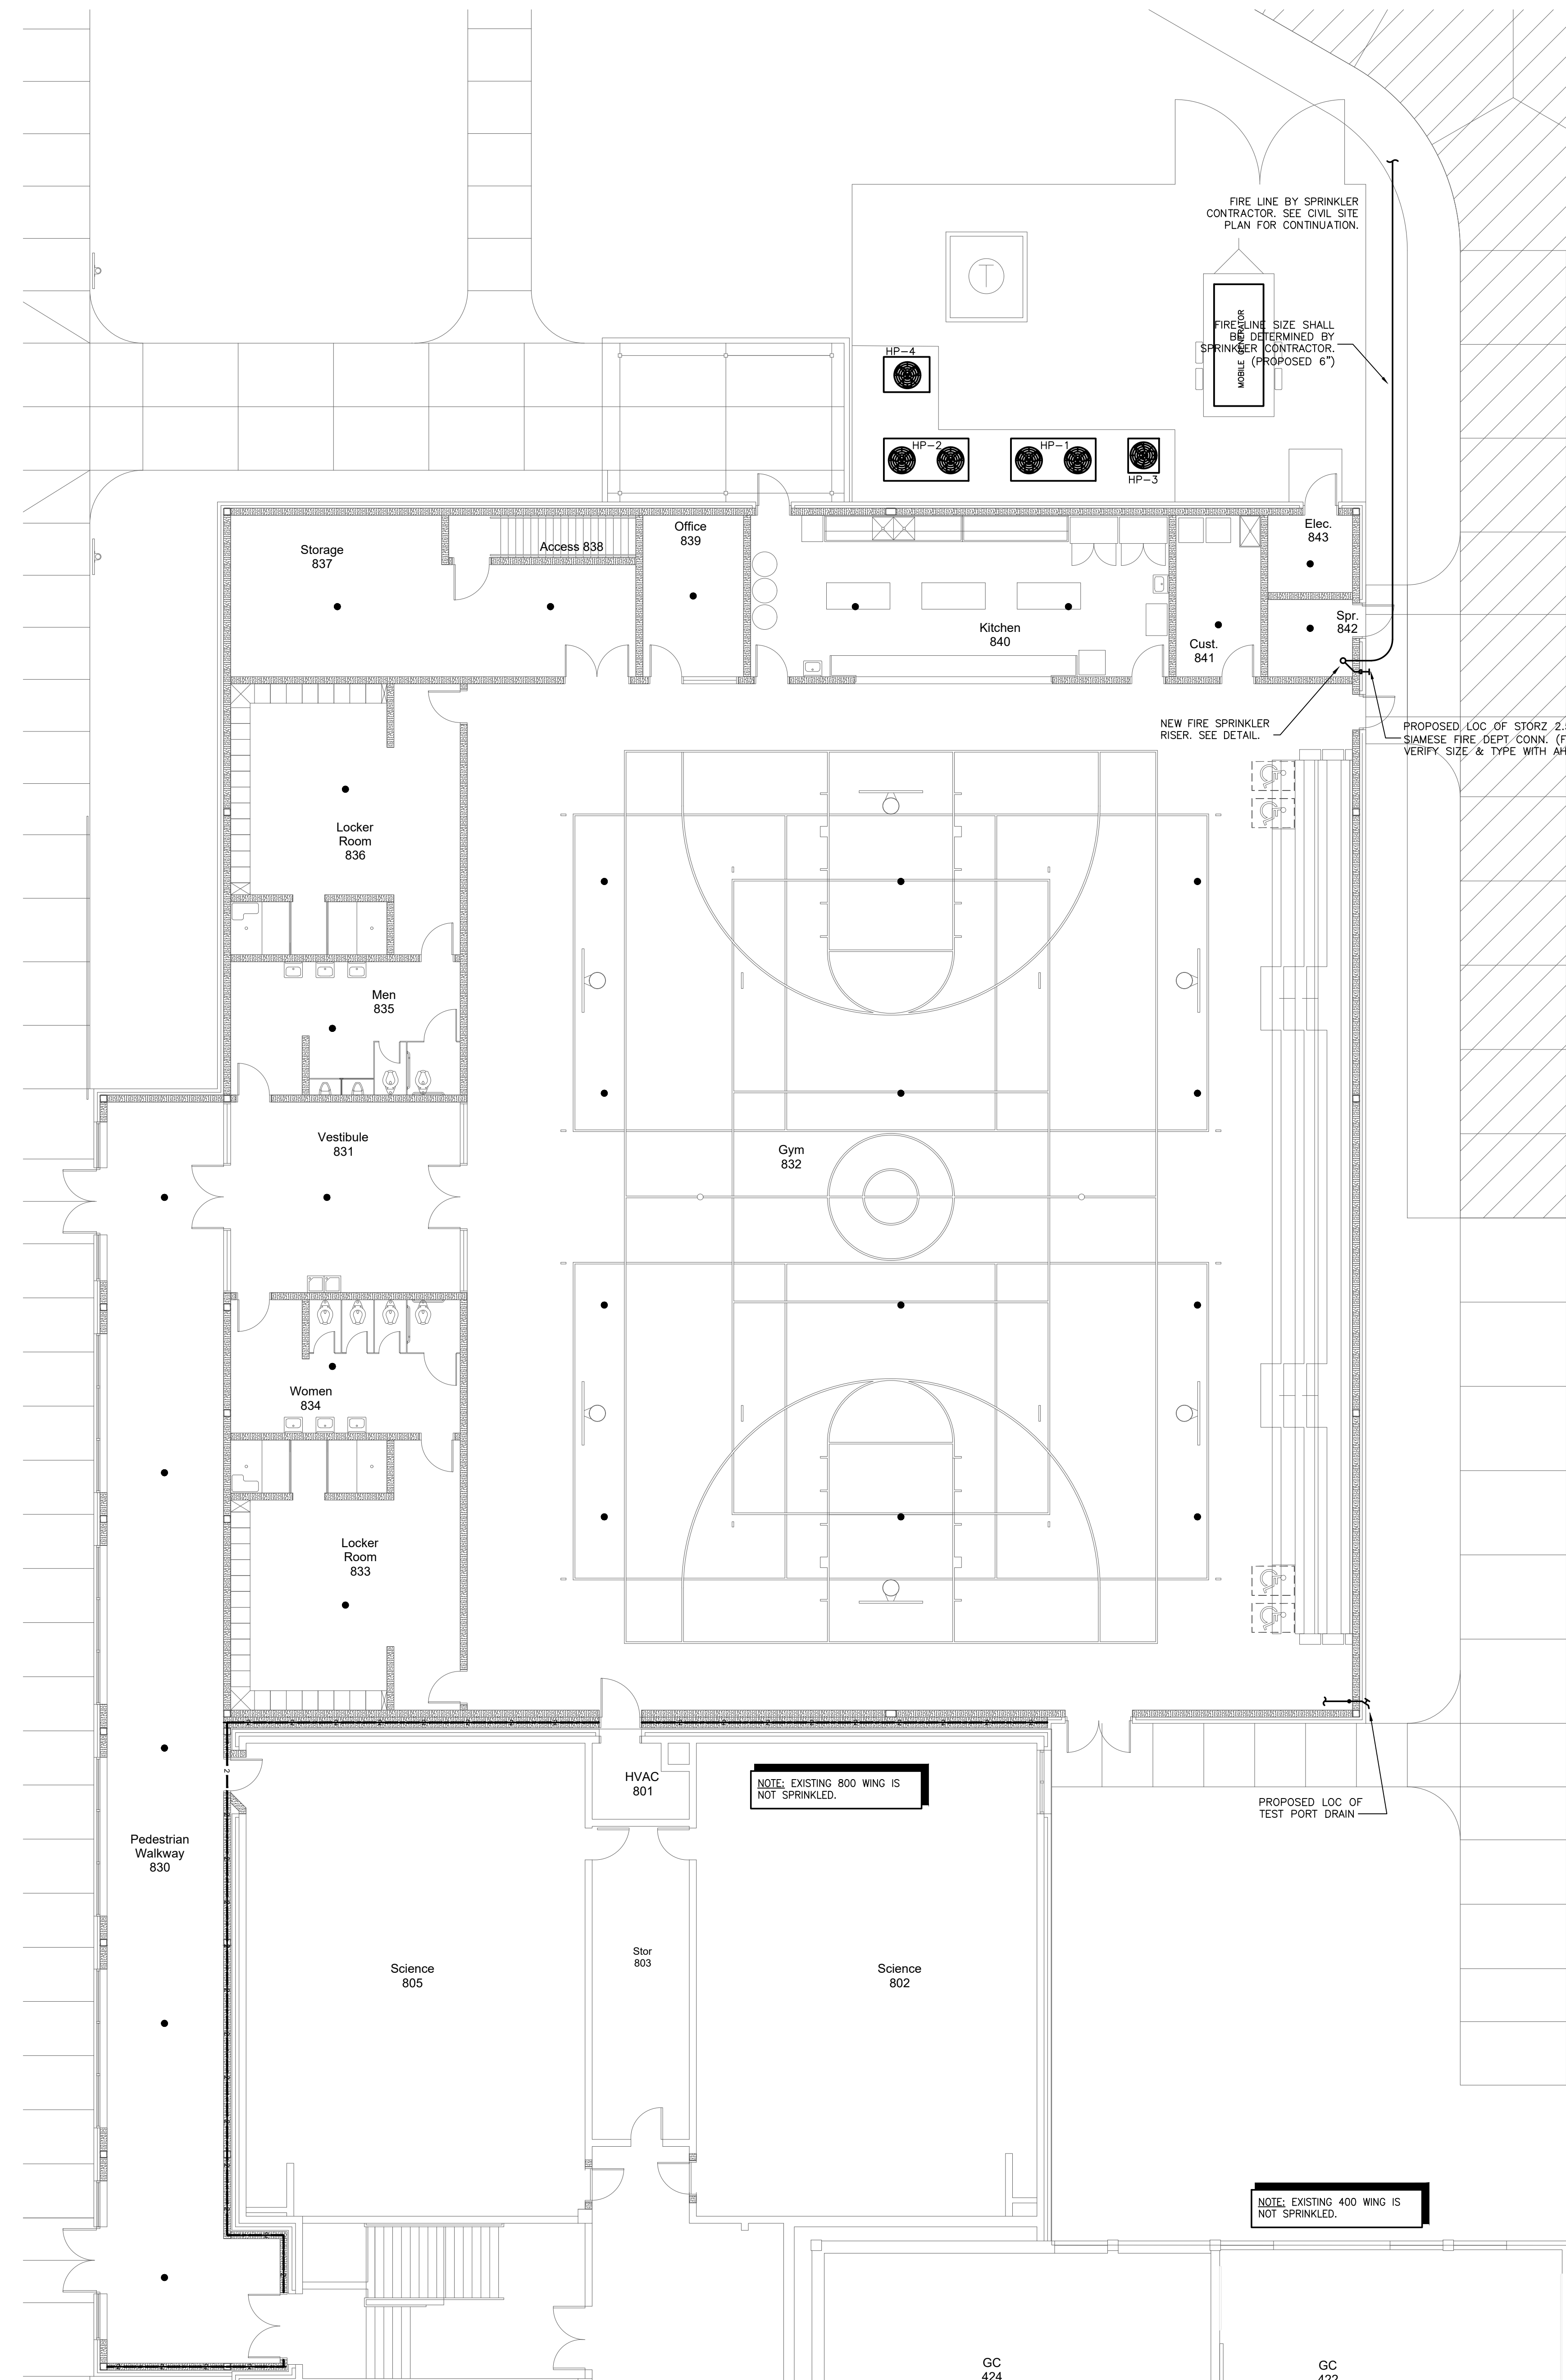 FIRE LINE BY SPRINKLER
CONTRACTOR. SEE CIVIL SITE
PLAN FOR CONTINUATION.
T
FIRE LINE SIZE SHALL
BE DETERMINED BY
SPRINKLER CONTRACTOR.
(PROPOSED 6")
MOBILE GENERATOR
HP-4
HP-2
HP-1
HP-3
Storage
837
Access 838
Office
839
Kitchen
840
Cust.
841
Elec.
843
Spr.
842
NEW FIRE SPRINKLER
RISER. SEE DETAIL.
PROPOSED LOC OF STORZ 2.
SIAMESE FIRE DEPT CONN. (F
VERIFY SIZE & TYPE WITH AH
Locker
Room
836
Men
835
Vestibule
831
Gym
832
Women
834
Locker
Room
833
HVAC
801
NOTE: EXISTING 800 WING IS
NOT SPRINKLED.
PROPOSED LOC OF
TEST PORT DRAIN
2
Pedestrian
Walkway
830
Science
805
Stor
803
Science
802
NOTE: EXISTING 400 WING IS
NOT SPRINKLED.
GC
424
GC
422